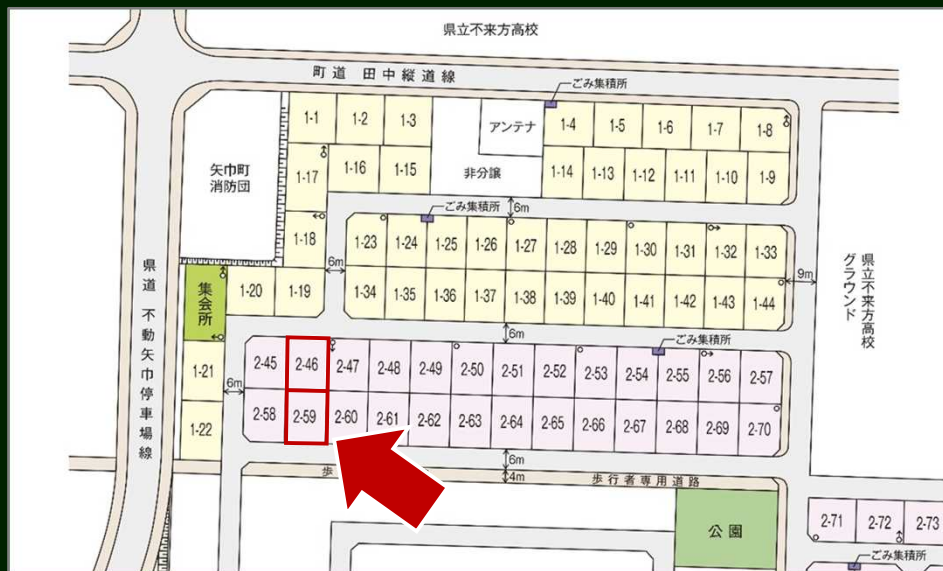 県立不来方高校
町道 田中縦道線
ごみ集積所
1-1 1-2 1-3
アンテナ
1-4 1-5 1-6 1-7 1-8
矢巾町
消防団
1-17 1-16 1-15
非分譲
1-14 1-13 1-12 1-11 1-10 1-9
ごみ集積所
6m
1-18
1-23 1-24 1-25 1-26 1-27 1-28 1-29 1-30 1-31 1-32 1-33
県立不来方高校
グラウンド
県道 不動矢巾停車場線
6m
9m
集会所
1-20 1-19
1-34 1-35 1-36 1-37 1-38 1-39 1-40 1-41 1-42 1-43 1-44
6m
ごみ集積所
1-21
2-45 2-46 2-47 2-48 2-49 2-50 2-51 2-52 2-53 2-54 2-55 2-56 2-57
6m
1-22
2-58 2-59 2-60 2-61 2-62 2-63 2-64 2-65 2-66 2-67 2-68 2-69 2-70
6m
歩
4m
歩行者専用道路
公園
2-71 2-72 2-73
ごみ集積所